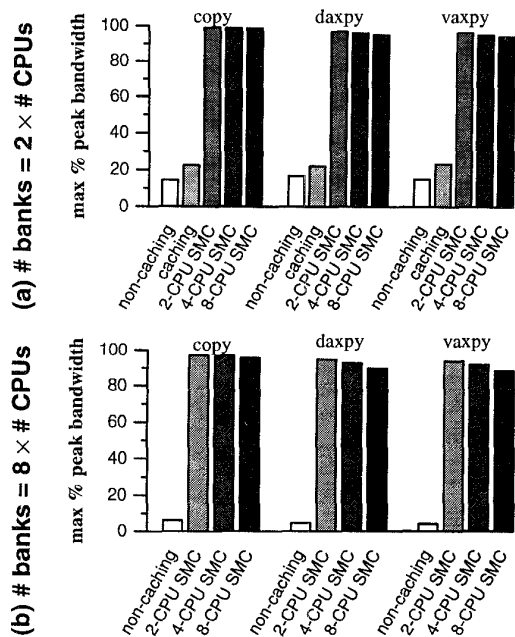 (a) # banks = 2 × # CPUs
max % peak bandwidth
100
80
60
40
20
0
copy
daxpy
vaxpy
non-caching
caching
2-CPU SMC
4-CPU SMC
8-CPU SMC
non-caching
caching
2-CPU SMC
4-CPU SMC
8-CPU SMC
non-caching
caching
2-CPU SMC
4-CPU SMC
8-CPU SMC
(b) # banks = 8 × # CPUs
max % peak bandwidth
100
80
60
40
20
0
copy
daxpy
vaxpy
non-caching
2-CPU SMC
4-CPU SMC
8-CPU SMC
non-caching
2-CPU SMC
4-CPU SMC
8-CPU SMC
non-caching
2-CPU SMC
4-CPU SMC
8-CPU SMC